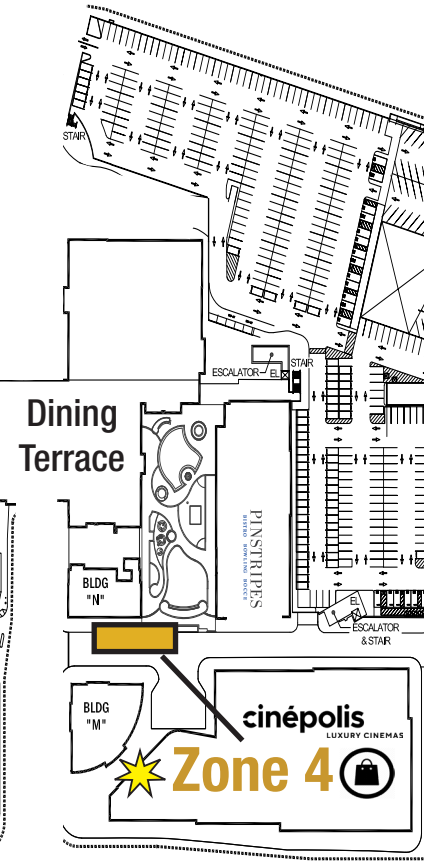 STAIR
ESCALATOR
EL
STAIR
Dining
Terrace
PINSTRIPES
BISTRO BOWLING BOCCE
BLDG
"N"
EL
ESCALATOR
& STAIR
BLDG
"M"
cinépolis
LUXURY CINEMAS
Zone 4